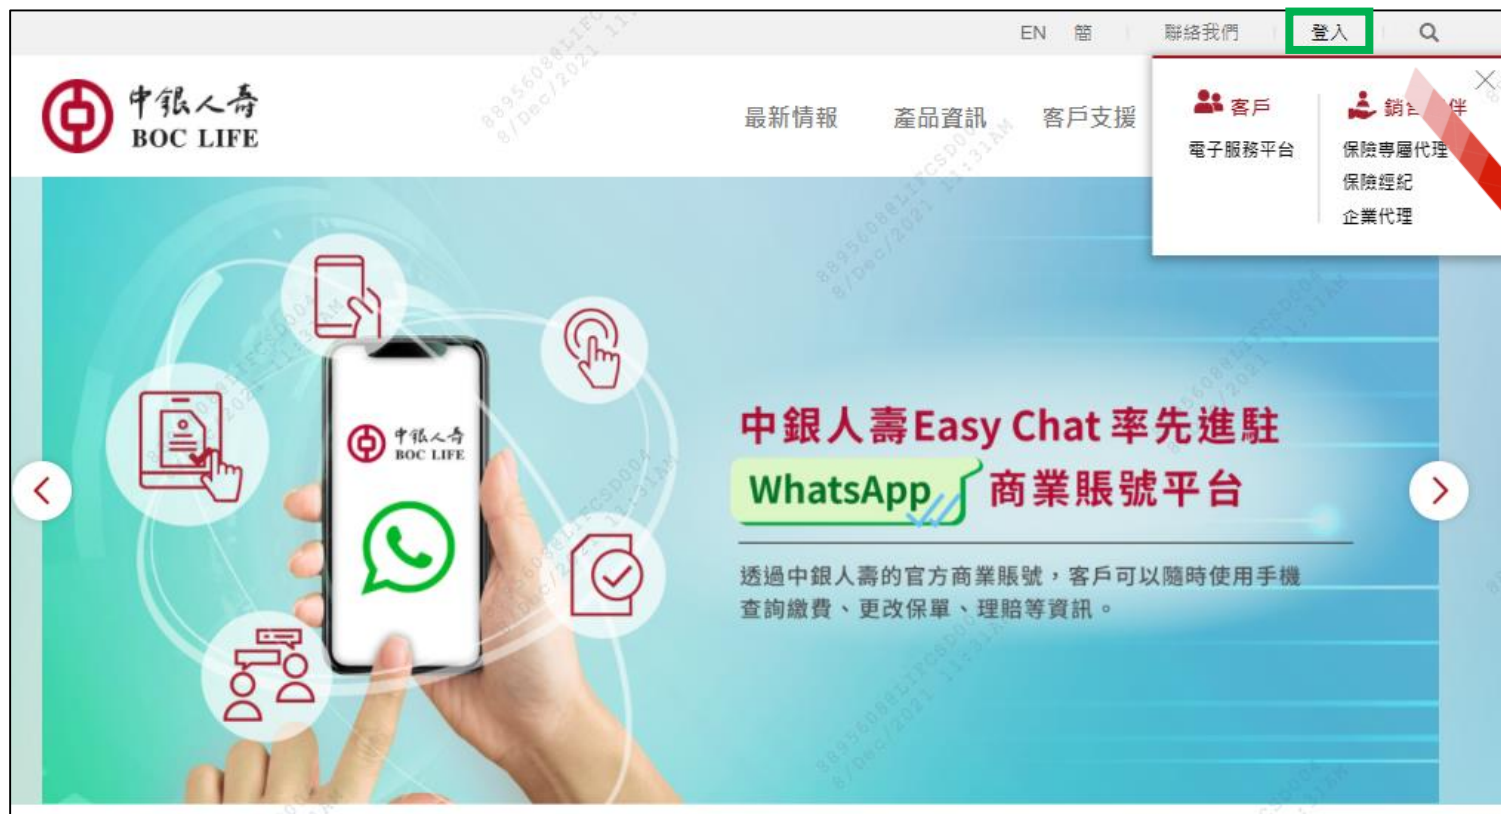 EN 简 聯絡我們 登入
中銀人壽
BOC LIFE
最新情報 產品資訊 客戶支援
客戶
電子服務平台
銷售 伴
保險專屬代理
保險經紀
企業代理
中銀人壽
BOC LIFE
中銀人壽Easy Chat 率先進駐
WhatsApp 商業賬號平台
透過中銀人壽的官方商業賬號，客戶可以隨時使用手機
查詢繳費、更改保單、理賠等資訊。